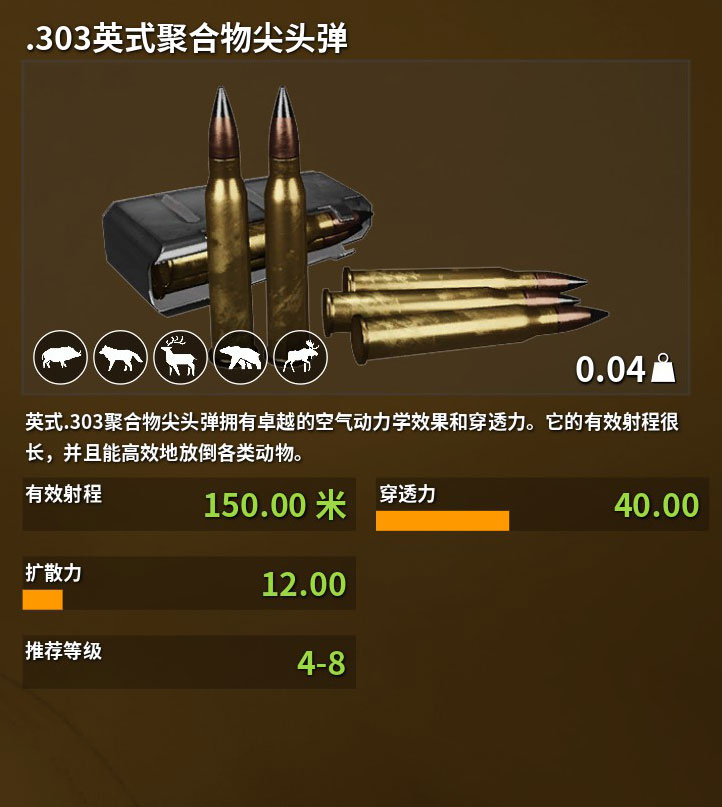 .303英式聚合物尖头弹
0.04
英式.303聚合物尖头弹拥有卓越的空气动力学效果和穿透力。它的有效射程很
长，并且能高效地放倒各类动物。
有效射程
150.00 米
穿透力
40.00
扩散力
12.00
推荐等级
4-8